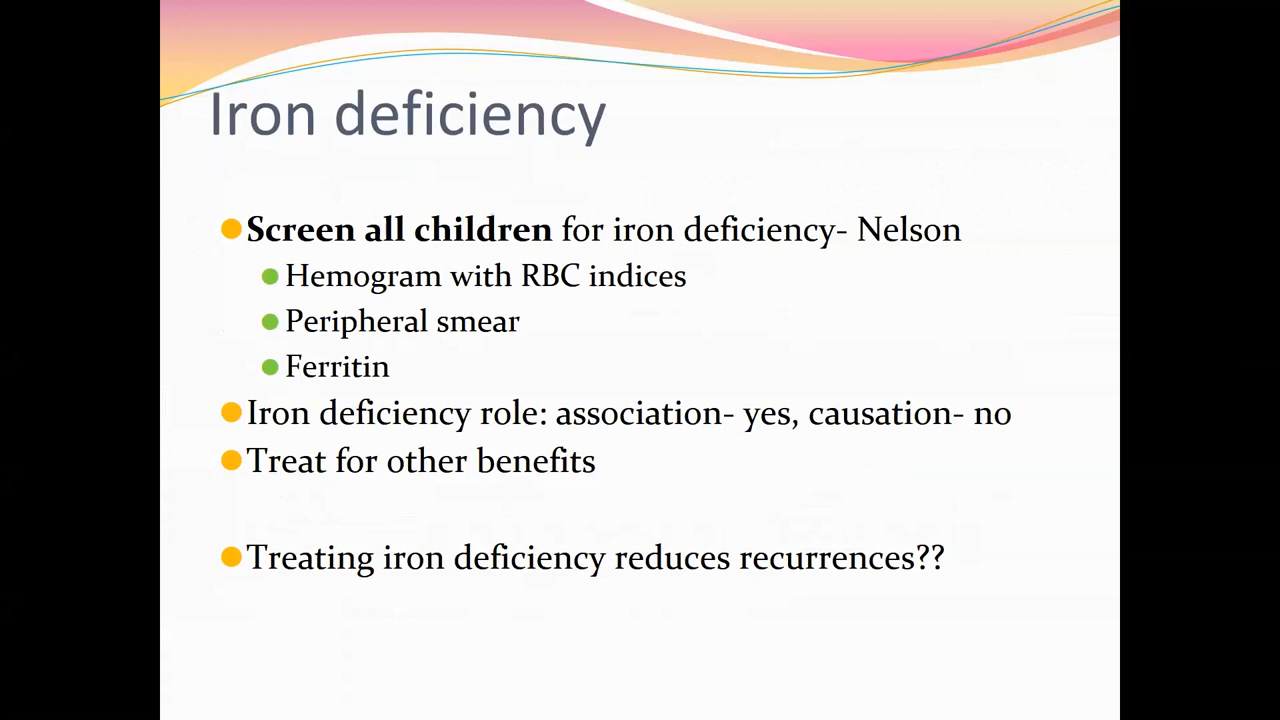 Iron deficiency
Screen all children for iron deficiency- Nelson
Hemogram with RBC indices
Peripheral smear
Ferritin
Iron deficiency role: association- yes, causation- no
Treat for other benefits
Treating iron deficiency reduces recurrences??